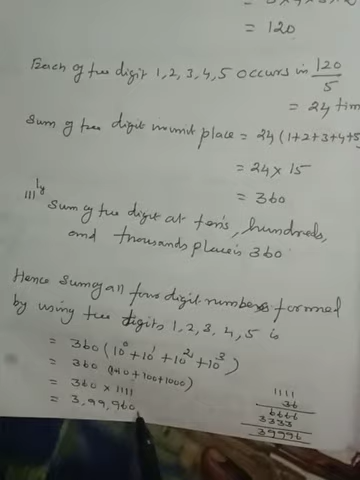 = 120
Each of the digit 1, 2, 3, 4, 5 occurs in 120/5
= 24 tim
Sum of the digit in unit place = 24 (1+2+3+4+5
= 24 × 15
= 360
|||ly Sum of the digit at ten's, hundreds,
and thousands place is 360
Hence Sum of all four digit numbers formed
by using the digits 1, 2, 3, 4, 5 is
= 360 (10⁰ + 10¹ + 10² + 10³)
= 360 (1+10+100+1000)
= 360 × 1111
= 3,99,960
1111
36
6666
3333
39996